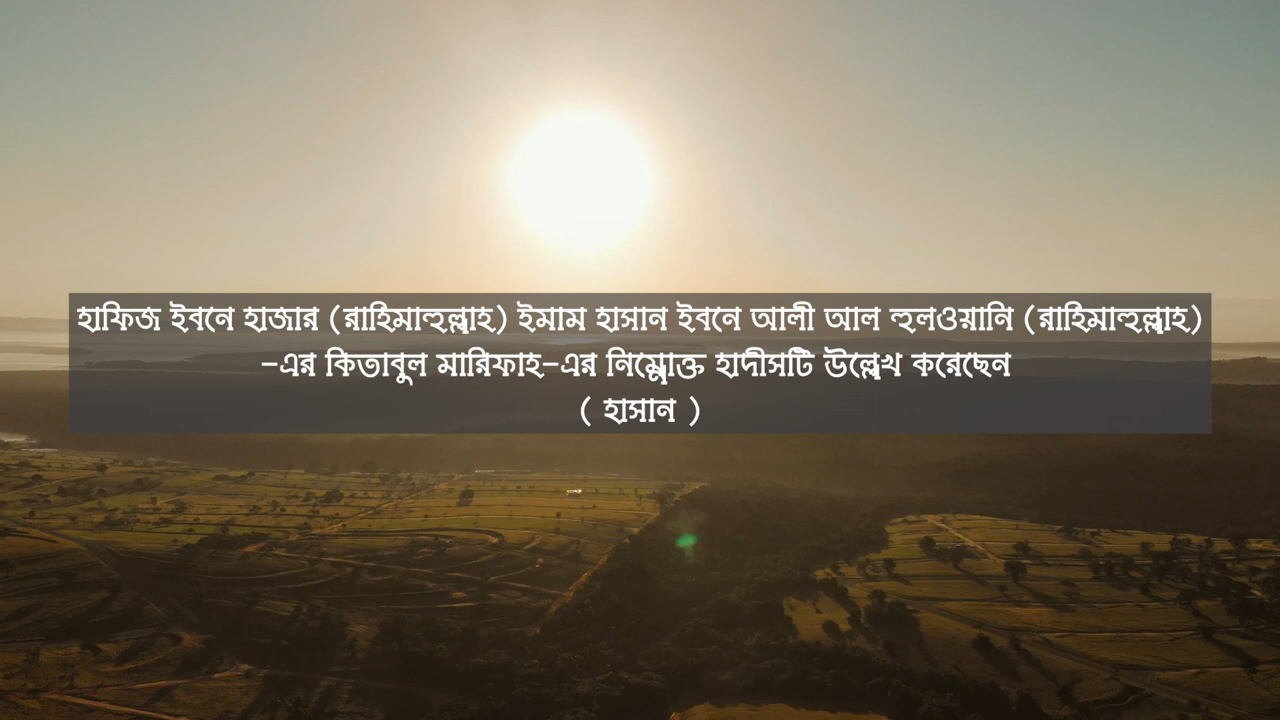 হাফিজ ইবনে হাজার (রাহিমাহুল্লাহ) ইমাম হাসান ইবনে আলী আল হুলওয়ানি (রাহিমাহুল্লাহ)
-এর কিতাবুল মারিফাহ-এর নিম্নোক্ত হাদীসটি উল্লেখ করেছেন
( হাসান )